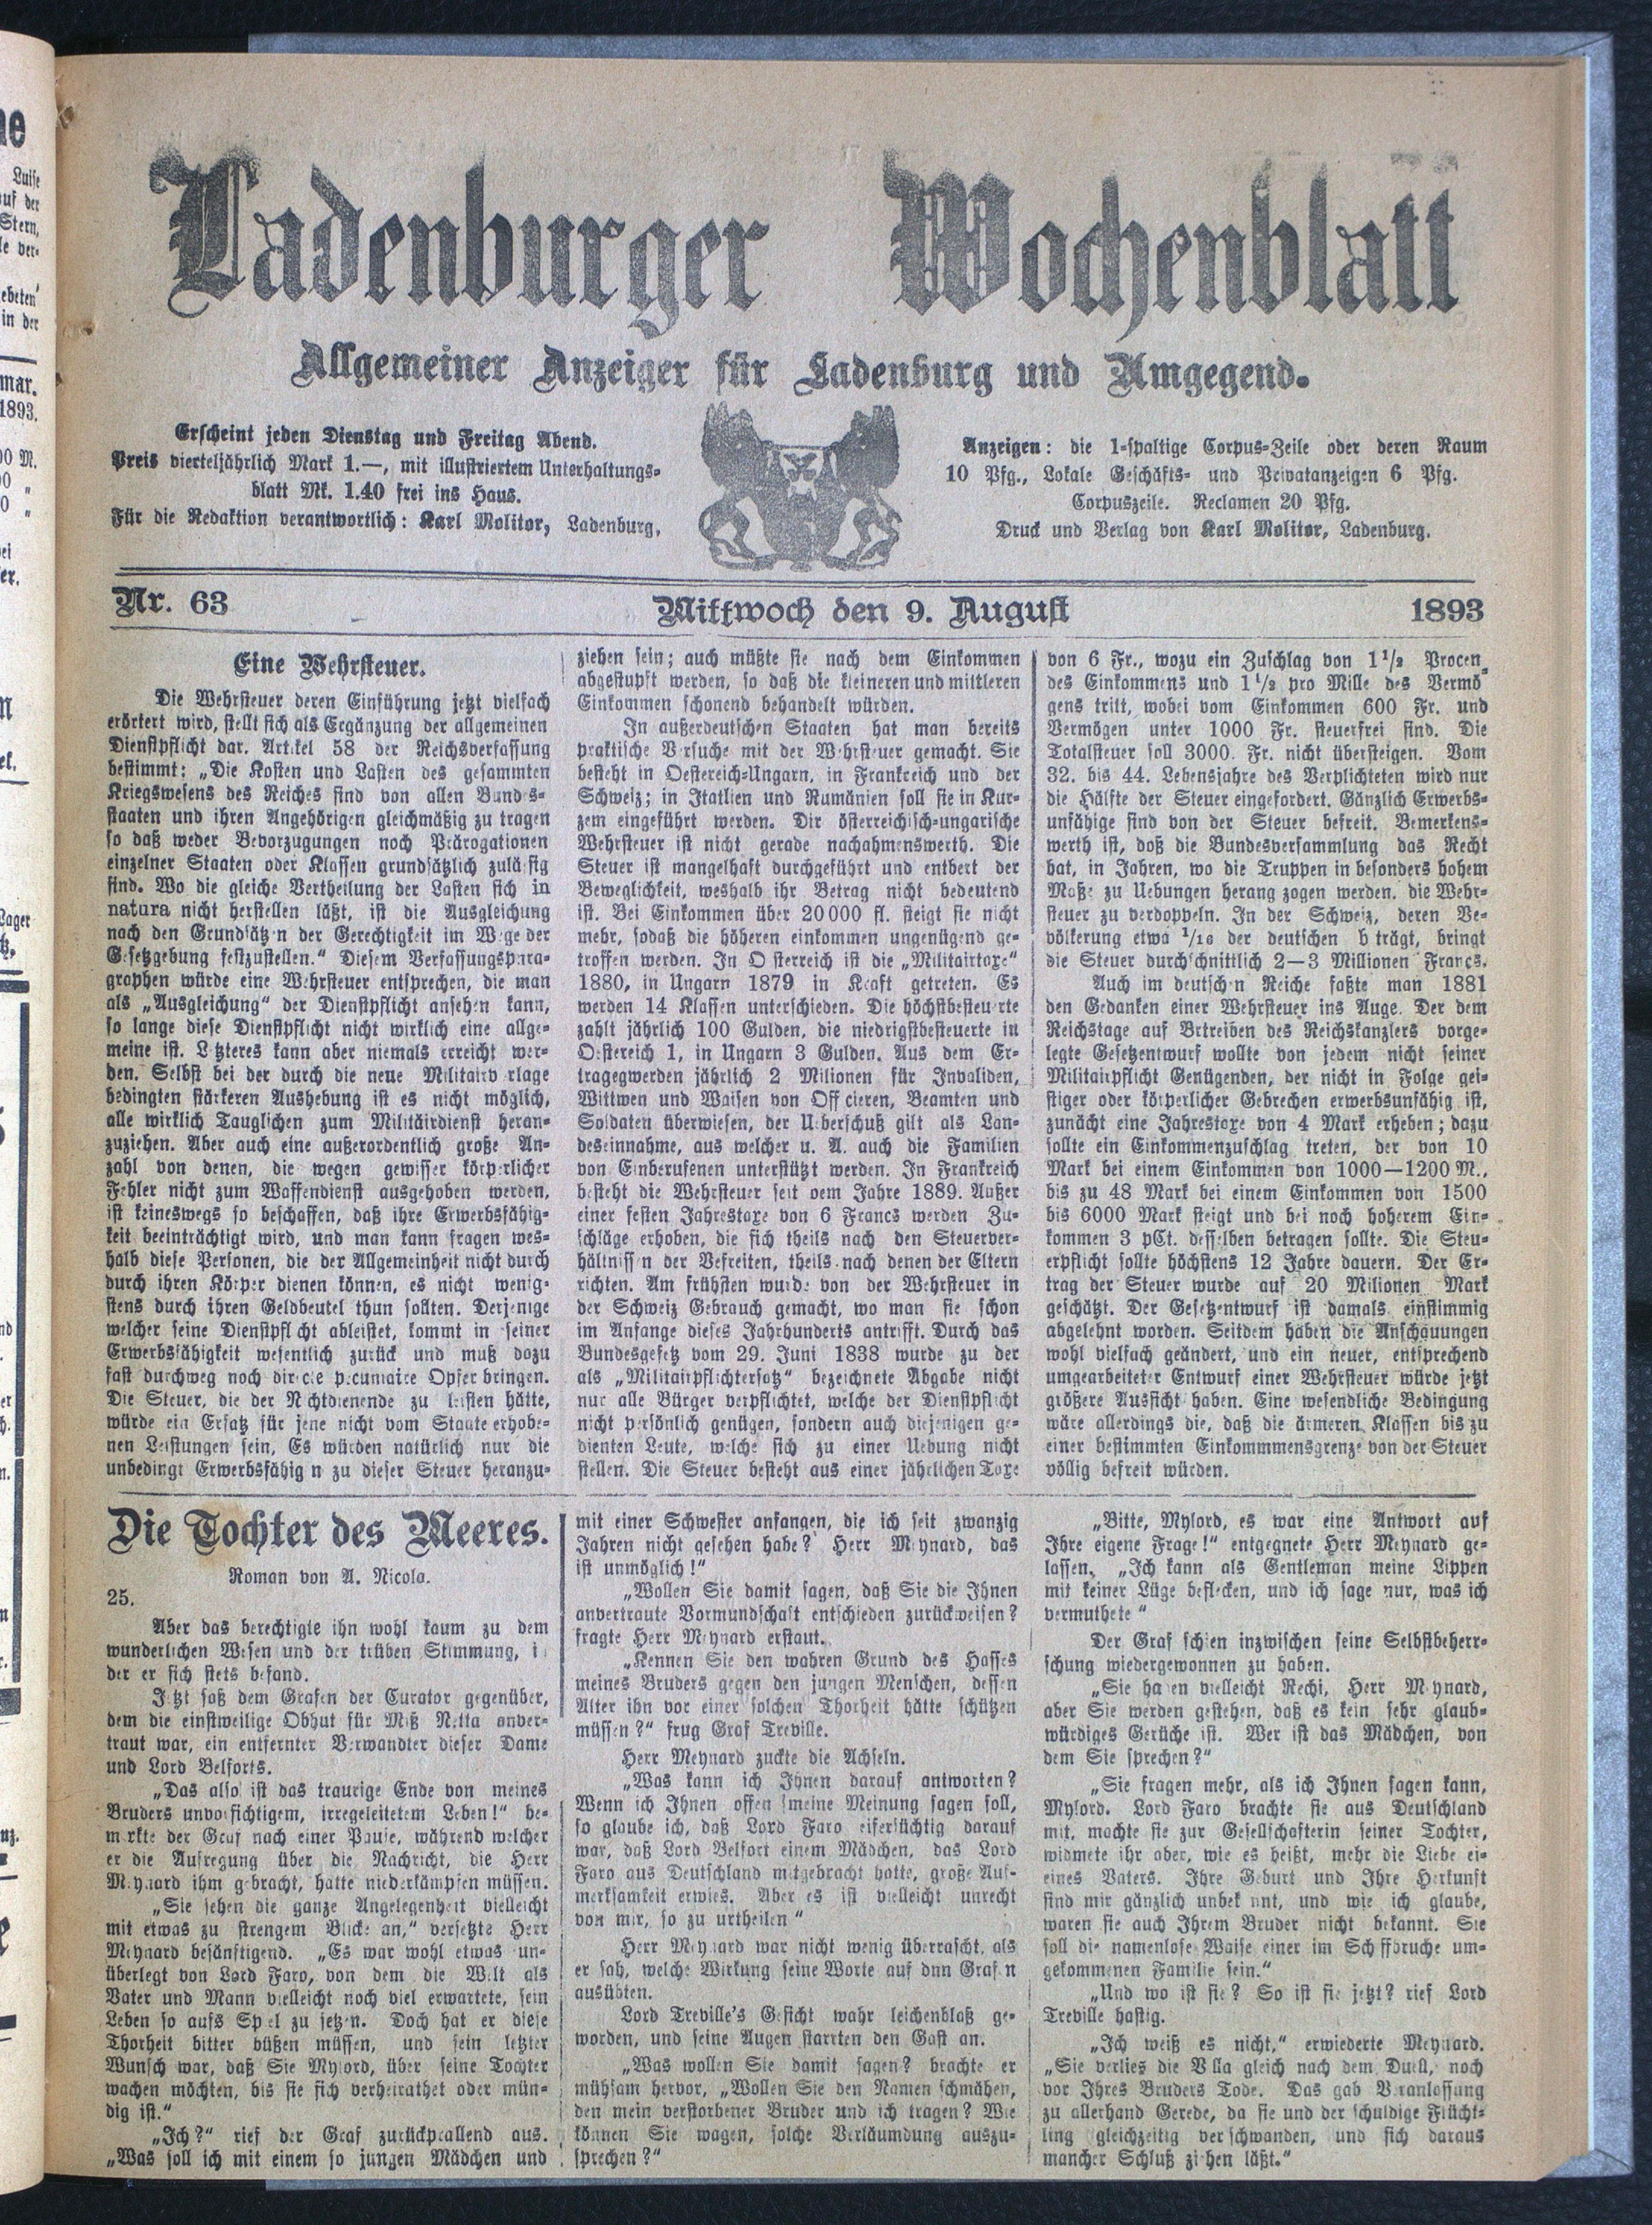 Ladenburger Wochenblatt
Allgemeiner Anzeiger für Ladenburg und Umgegend.
Erscheint jeden Dienstag und Freitag Abend.
Preis vierteljährlich Mark 1.—, mit illustriertem Unterhaltungs-
blatt Mk. 1.40 frei ins Haus.
Für die Redaktion verantwortlich: Karl Molitor, Ladenburg,
Anzeigen: die 1-spaltige Corpus-Zeile oder deren Raum
10 Pfg., Lokale Geschäfts- und Privatanzeigen 6 Pfg.
Corpuszeile. Reclamen 20 Pfg.
Druck und Verlag von Karl Molitor, Ladenburg.
Nr. 63
Mittwoch den 9. August
1893
Eine Wehrsteuer.
Die Wehrsteuer deren Einführung jetzt vielfach
erörtert wird, stellt sich als Ergänzung der allgemeinen
Dienstpflicht dar. Art.kel 58 der Reichsverfassung
bestimmt: „Die Kosten und Lasten des gesammten
Kriegswesens des Reiches sind von allen Bund s-
staaten und ihren Angehörigen gleichmäßig zu tragen
so daß weder Bevorzugungen noch Prärogationen
einzelner Staaten oder Klassen grundsätzlich zulä sig
sind. Wo die gleiche Vertheilung der Lasten sich in
natura nicht herstellen läßt, ist die Ausgleichung
nach den Grundsätz n der Gerechtigkeit im W ge der
G setzgebung festzustellen.“ Diesem Verfassungspara-
graphen würde eine Wehrsteuer entsprechen, die man
als „Ausgleichung“ der Dienstpflicht ansehen kann,
so lange diese Dienstpflicht nicht wirklich eine allge-
meine ist. L tzteres kann aber niemals erreicht wer-
den. Selbst bei der durch die neue Militairv rlage
bedingten stärkeren Aushebung ist es nicht möglich,
alle wirklich Tauglichen zum Militäirdienst heran-
zuziehen. Aber auch eine außerordentlich große An-
zahl von denen, die wegen gewisser körp rlicher
Fehler nicht zum Waffendienst ausgehoben werden,
ist keineswegs so beschaffen, daß ihre Erwerbsfähig-
keit beeinträchtigt wird, und man kann fragen wes-
halb diese Personen, die der Allgemeinheit nicht durch
durch ihren Körper dienen können, es nicht wenig-
stens durch ihren Geldbeutel thun sollten. Derjenige
welcher seine Dienstpfl cht ableistet, kommt in seiner
Erwerbsfähigkeit wesentlich zurück und muß dazu
fast durchweg noch directe pecuniaire Opfer bringen.
Die Steuer, die der N chtdienende zu leisten hätte,
würde ein Ersatz für jene nicht vom Staate erhobe-
nen Leistungen sein, Es würden natürlich nur die
unbedingt Erwerbsfähig n zu dieser Steuer heranzu-
ziehen sein; auch müßte sie nach dem Einkommen
abgestupft werden, so daß die kleineren und mittleren
Einkommen schonend behandelt würden.
In außerdeutschen Staaten hat man bereits
praktische V rsuche mit der W hrsteuer gemacht. Sie
besteht in Oestereich-Ungarn, in Frankreich und der
Schweiz; in Itatlien und Rumänien soll sie in Kur-
zem eingeführt werden. Dir österreichisch-ungarische
Wehrsteuer ist nicht gerade nachahmenswerth. Die
Steuer ist mangelhaft durchgeführt und entbert der
Beweglichkeit, weshalb ihr Betrag nicht bedeutend
ist. Bei Einkommen über 20000 fl. steigt sie nicht
mehr, sodaß die höheren einkommen ungenügend ge-
troffen werden. In O sterreich ist die „Militairtaxe“
1880, in Ungarn 1879 in Kraft getreten. Es
werden 14 Klassen unterschieden. Die höchstbesteu rte
zahlt jährlich 100 Gulden, die niedrigstbesteuerte in
O stereich 1, in Ungarn 3 Gulden. Aus dem Er-
tragegwerden jährlich 2 Milionen für Invaliden,
Wittwen und Waisen von Off cieren, Beamten und
Soldaten überwiesen, der U berschuß gilt als Lan-
deseinnahme, aus welcher u. A. auch die Familien
von Einberufenen unterstützt werden. In Frankreich
b steht die Wehrsteuer seit oem Jahre 1889. Außer
einer festen Jahrestaxe von 6 Francs werden Zu-
schläge erhoben, die sich theils nach den Steuerver-
hältniss n der Befreiten, theils nach denen der Eltern
richten. Am frühsten wurde von der Wehrsteuer in
der Schweiz Gebrauch gemacht, wo man sie schon
im Anfange dieses Jahrhunderts antrifft. Durch das
Bundesgesetz vom 29. Juni 1838 wurde zu der
als „Militairpflichtersatz“ bezeichnete Abgabe nicht
nur alle Bürger verpflichtet, welche der Dienstpflicht
nicht persönlich genügen, sondern auch diejenigen ge-
dienten Leute, welche sich zu einer Uebung nicht
stellen. Die Steuer besteht aus einer jährlichen Taxe
von 6 Fr., wozu ein Zuschlag von 1 1/2 Procen
des Einkommens und 1 1/2 pro Mille des Vermö-
gens tritt, wobei vom Einkommen 600 Fr. und
Vermögen unter 1000 Fr. steuerfrei sind. Die
Totalsteuer soll 3000. Fr. nicht übersteigen. Vom
32. bis 44. Lebensjahre des Verplichteten wird nur
die Hälfte der Steuer eingefordert. Gänzlich Erwerbs-
unfähige sind von der Steuer befreit. Bemerkens-
werth ist, doß die Bundesversammlung das Recht
hat, in Jahren, wo die Truppen in besonders hohem
Maße zu Uebungen herang zogen werden. die Wehr-
steuer zu verdoppeln. In der Schweiz, deren Be-
völkerung etwa 1/16 der deutschen b trägt, bringt
die Steuer durchschnittlich 2—3 Millionen Francs.
Auch im deutschen Reiche faßte man 1881
den Gedanken einer Wehrsteuer ins Auge. Der dem
Reichstage auf Betreiben des Reichskanzlers vorge-
legte Gesetzentwurf wollte von jedem nicht seiner
Militairpflicht Genügenden, der nicht in Folge gei-
stiger oder körperlicher Gebrechen erwerbsunfähig ist,
zunächt eine Jahrestaxe von 4 Mark erheben; dazu
sollte ein Einkommenzuschlag treten, der von 10
Mark bei einem Einkommen von 1000—1200 M.,
bis zu 48 Mark bei einem Einkommen von 1500
bis 6000 Mark steigt und bei noch hoherem Ein-
kommen 3 pCt. desselben betragen sollte. Die Steu-
erpflicht sollte höchstens 12 Jahre dauern. Der Er-
trag der Steuer wurde auf 20 Milionen Mark
geschätzt. Der Gesetzentwurf ist damals einstimmig
abgelehnt worden. Seitdem haben die Anschauungen
wohl vielfach geändert, und ein neuer, entsprechend
umgearbeiteter Entwurf einer Wehrsteuer würde jetzt
größere Aussicht haben. Eine wesendliche Bedingung
wäre allerdings die, daß die ärmeren Klassen bis zu
einer bestimmten Einkommmensgrenze von der Steuer
völlig befreit würden.
Die Tochter des Meeres.
Roman von A. Nicola.
25.
Aber das berechtigte ihn wohl kaum zu dem
wunderlichen Wesen und der trüben Stimmung, i
der er sich stets befand.
J tzt saß dem Grafen der Curator gegenüber,
dem die einstweilige Obhut für Miß Netta anver-
traut war, ein entfernter Verwandter dieser Dame
und Lord Belforts.
„Das also ist das traurige Ende von meines
Bruders unvorsichtigem, irregeleitetem Leben!“ be-
m rkte der Graf nach einer Pause, während welcher
er die Aufregung über die Nachricht, die Herr
Meynard ihm gebracht, hatte niederkämpfen müssen.
„Sie sehen die ganze Angelegenheit vielleicht
mit etwas zu strengem Blicke an,“ versetzte Herr
Meynard besänftigend. „Es war wohl etwas un-
überlegt von Lord Faro, von dem die Welt als
Vater und Mann vielleicht noch viel erwartete, sein
Leben so aufs Spiel zu setzen. Doch hat er diese
Thorheit bitter büßen müssen, und sein letzter
Wunsch war, daß Sie Mylord, über seine Tochter
wachen möchten, bis sie sich verheirathet oder mün-
dig ist.“
„Ich?“ rief der Graf zurückprallend aus.
„Was soll ich mit einem so jungen Mädchen und
mit einer Schwester anfangen, die ich seit zwanzig
Jahren nicht gesehen habe? Herr Meynard, das
ist unmöglich!“
„Wollen Sie damit sagen, daß Sie die Ihnen
anvertraute Vormundschaft entschieden zurückweisen?
fragte Herr Meynard erstaut.
„Kennen Sie den wahren Grund des Hasses
meines Bruders gegen den jungen Menschen, dessen
Alter ihn vor einer solchen Thorheit hätte schützen
müssen?“ frug Graf Treville.
Herr Meynard zuckte die Achseln.
„Was kann ich Ihnen darauf antworten?
Wenn ich Ihnen offen meine Meinung sagen soll,
so glaube ich, daß Lord Faro eifersüchtig darauf
war, daß Lord Belfort einem Mädchen, das Lord
Faro aus Deutschland mitgebracht hatte, große Auf-
merksamkeit erwies. Aber es ist vielleicht unrecht
von mir, so zu urtheilen“
Herr Meynard war nicht wenig überrascht, als
er sah, welche Wirkung seine Worte auf dnn Graf n
ausübten.
Lord Treville's Gesicht wahr leichenblaß ge-
worden, und seine Augen starrten den Gast an.
„Was wollen Sie damit sagen? brachte er
mühsam hervor, „Wollen Sie den Namen schmähen,
den mein verstorbener Bruder und ich tragen? Wie
können Sie wagen, solche Verläumdung auszu-
sprechen?“
„Bitte, Mylord, es war eine Antwort auf
Ihre eigene Frage!“ entgegnete Herr Meynard ge-
lassen, „Ich kann als Gentleman meine Lippen
mit keiner Lüge beflecken, und ich sage nur, was ich
vermuthete“
Der Graf schien inzwischen seine Selbstbeherr-
schung wiedergewonnen zu haben.
„Sie ha en vielleicht Recht, Herr M ynard,
aber Sie werden gestehen, daß es kein sehr glaub-
würdiges Gerüche ist. Wer ist das Mädchen, von
dem Sie sprechen?“
„Sie fragen mehr, als ich Ihnen sagen kann,
Mylord. Lord Faro brachte sie aus Deutschland
mit, machte sie zur Gesellschafterin seiner Tochter,
widmete ihr aber, wie es heißt, mehr die Liebe ei-
eines Vaters. Ihre Geburt und Ihre Herkunft
sind mir gänzlich unbek nnt, und wie ich glaube,
waren sie auch Ihrem Bruder nicht bekannt. Sie
soll die namenlose Waise einer im Sch ffbruche um-
gekommenen Familie sein.“
„Und wo ist sie? So ist sie jetzt? rief Lord
Treville hastig.
„Ich weiß es nicht,“ erwiederte Meynard.
„Sie verlies die V lla gleich nach dem Duell, noch
vor Ihres Bruders Tode. Das gab Veranlassung
zu allerhand Gerede, da sie und der schuldige Flücht-
ling gleichzeitig verschwanden, und sich daraus
mancher Schluß ziehen läßt.“